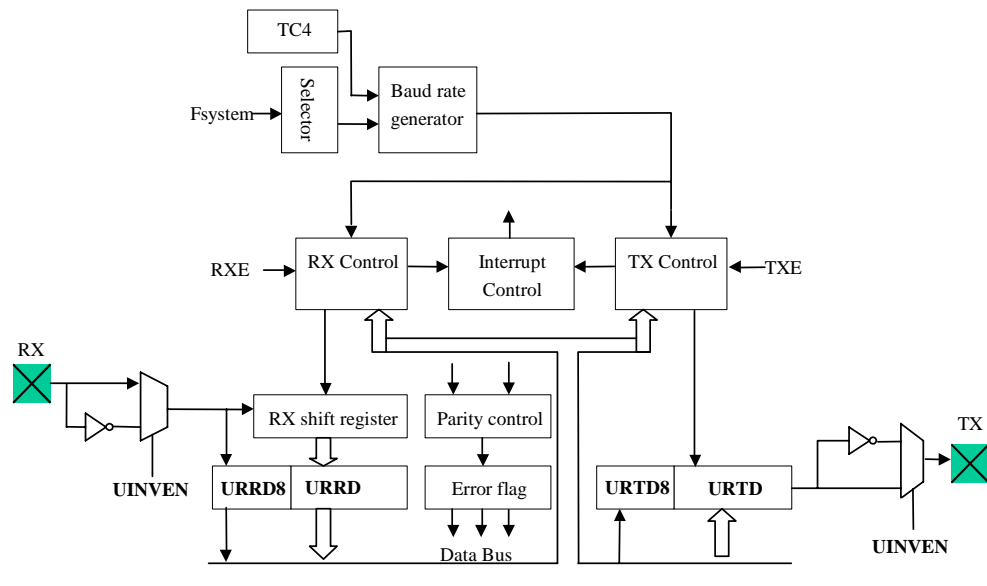 TC4
Selector
Baud rate
generator
Fsystem
RXE
RX Control
Interrupt
Control
TX Control
TXE
RX
RX shift register
Parity control
TX
UINVEN
URRD8
URRD
Error flag
URTD8
URTD
UINVEN
Data Bus